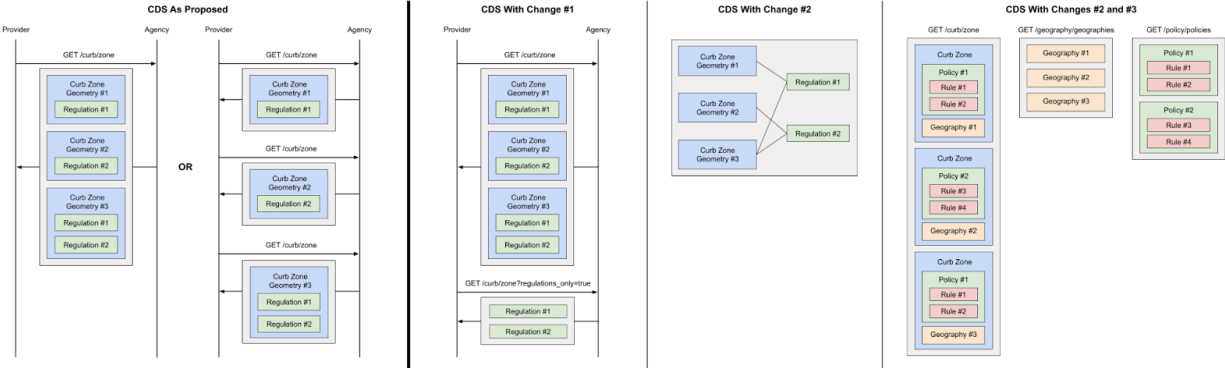 CDS As Proposed
Provider
Agency
GET /curb/zone
Curb Zone
Geometry #1
Regulation #1
Curb Zone
Geometry #2
Regulation #2
Curb Zone
Geometry #3
Regulation #1
Regulation #2
OR
Provider
Agency
GET /curb/zone
Curb Zone
Geometry #1
Regulation #1
GET /curb/zone
Curb Zone
Geometry #2
Regulation #2
GET /curb/zone
Curb Zone
Geometry #3
Regulation #1
Regulation #2
CDS With Change #1
Provider
Agency
GET /curb/zone
Curb Zone
Geometry #1
Regulation #1
Curb Zone
Geometry #2
Regulation #2
Curb Zone
Geometry #3
Regulation #1
Regulation #2
GET /curb/zone?regulations_only=true
Regulation #1
Regulation #2
CDS With Change #2
Curb Zone
Geometry #1
Curb Zone
Geometry #2
Curb Zone
Geometry #3
Regulation #1
Regulation #2
CDS With Changes #2 and #3
GET /curb/zone
Curb Zone
Policy #1
Rule #1
Rule #2
Geography #1
Curb Zone
Policy #2
Rule #3
Rule #4
Geography #2
Curb Zone
Policy #1
Rule #1
Rule #2
Geography #3
GET /geography/geographies
Geography #1
Geography #2
Geography #3
GET /policy/policies
Policy #1
Rule #1
Rule #2
Policy #2
Rule #3
Rule #4